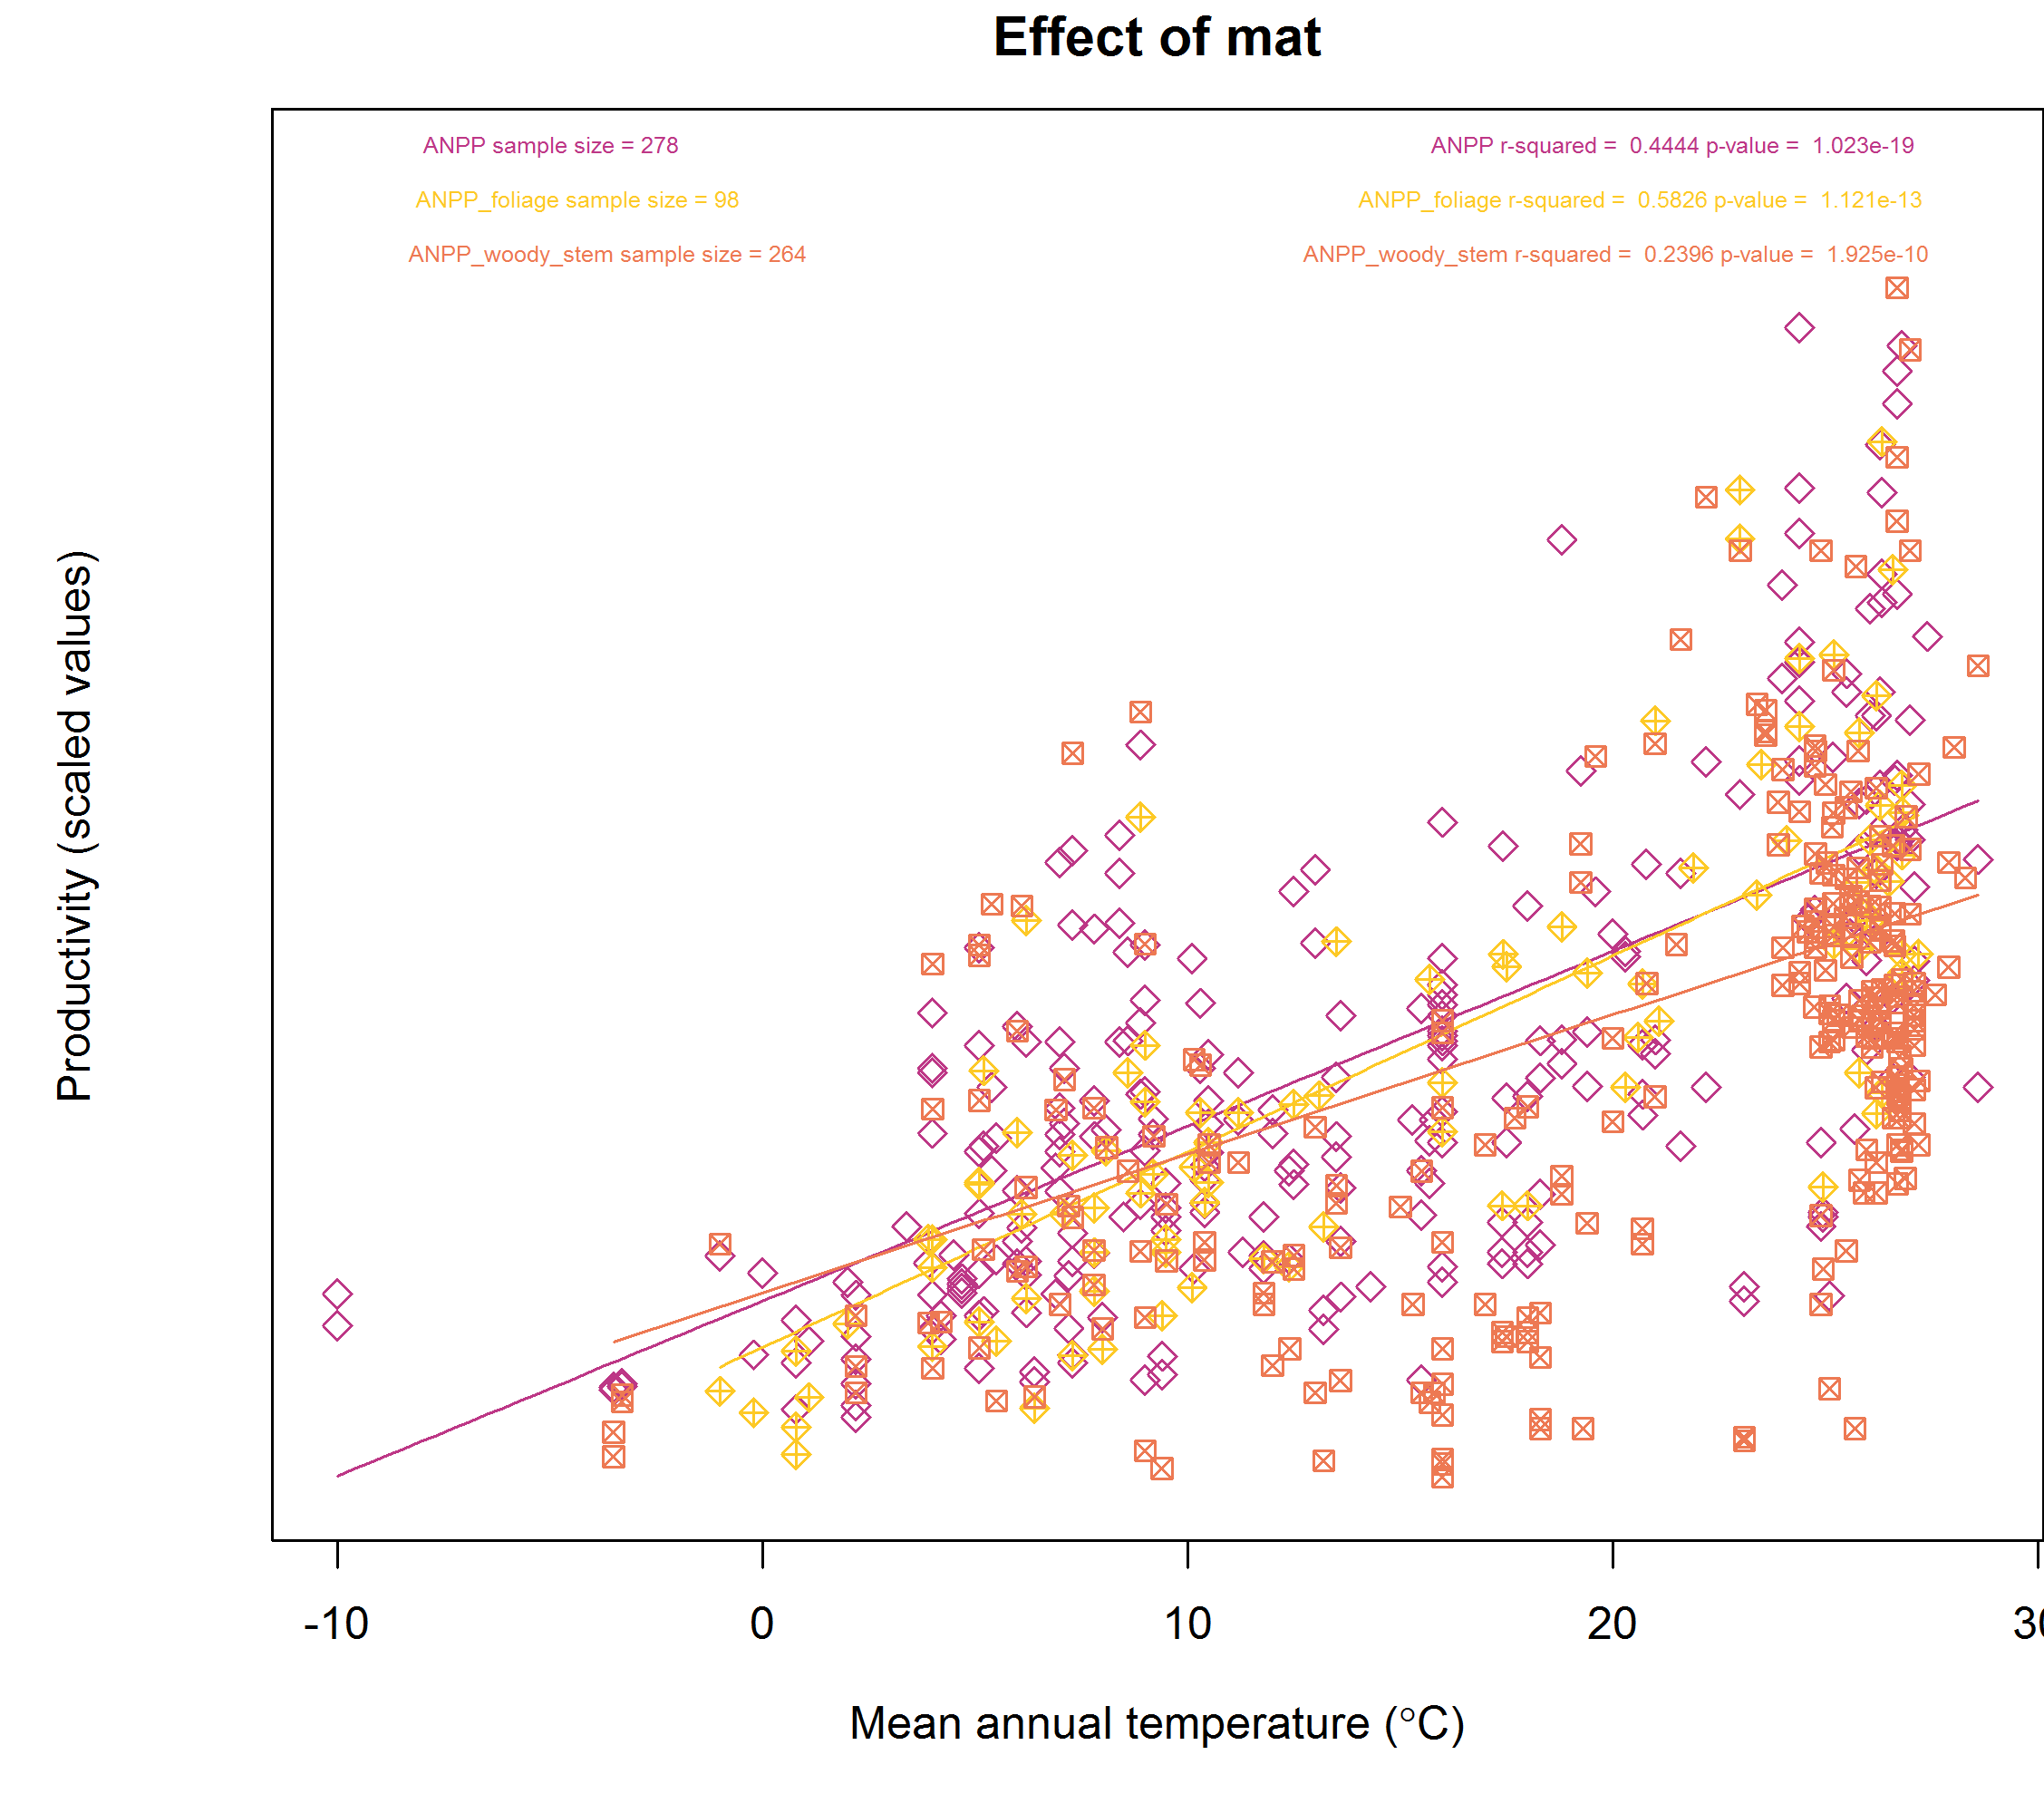 Effect of mat
ANPP sample size = 278
ANPP r-squared = 0.4444 p-value = 1.023e-19
ANPP_foliage sample size = 98
ANPP_foliage r-squared = 0.5826 p-value = 1.121e-13
ANPP_woody_stem sample size = 264
ANPP_woody_stem r-squared = 0.2396 p-value = 1.925e-10
Productivity (scaled values)
-10 0 10 20 30
Mean annual temperature (°C)